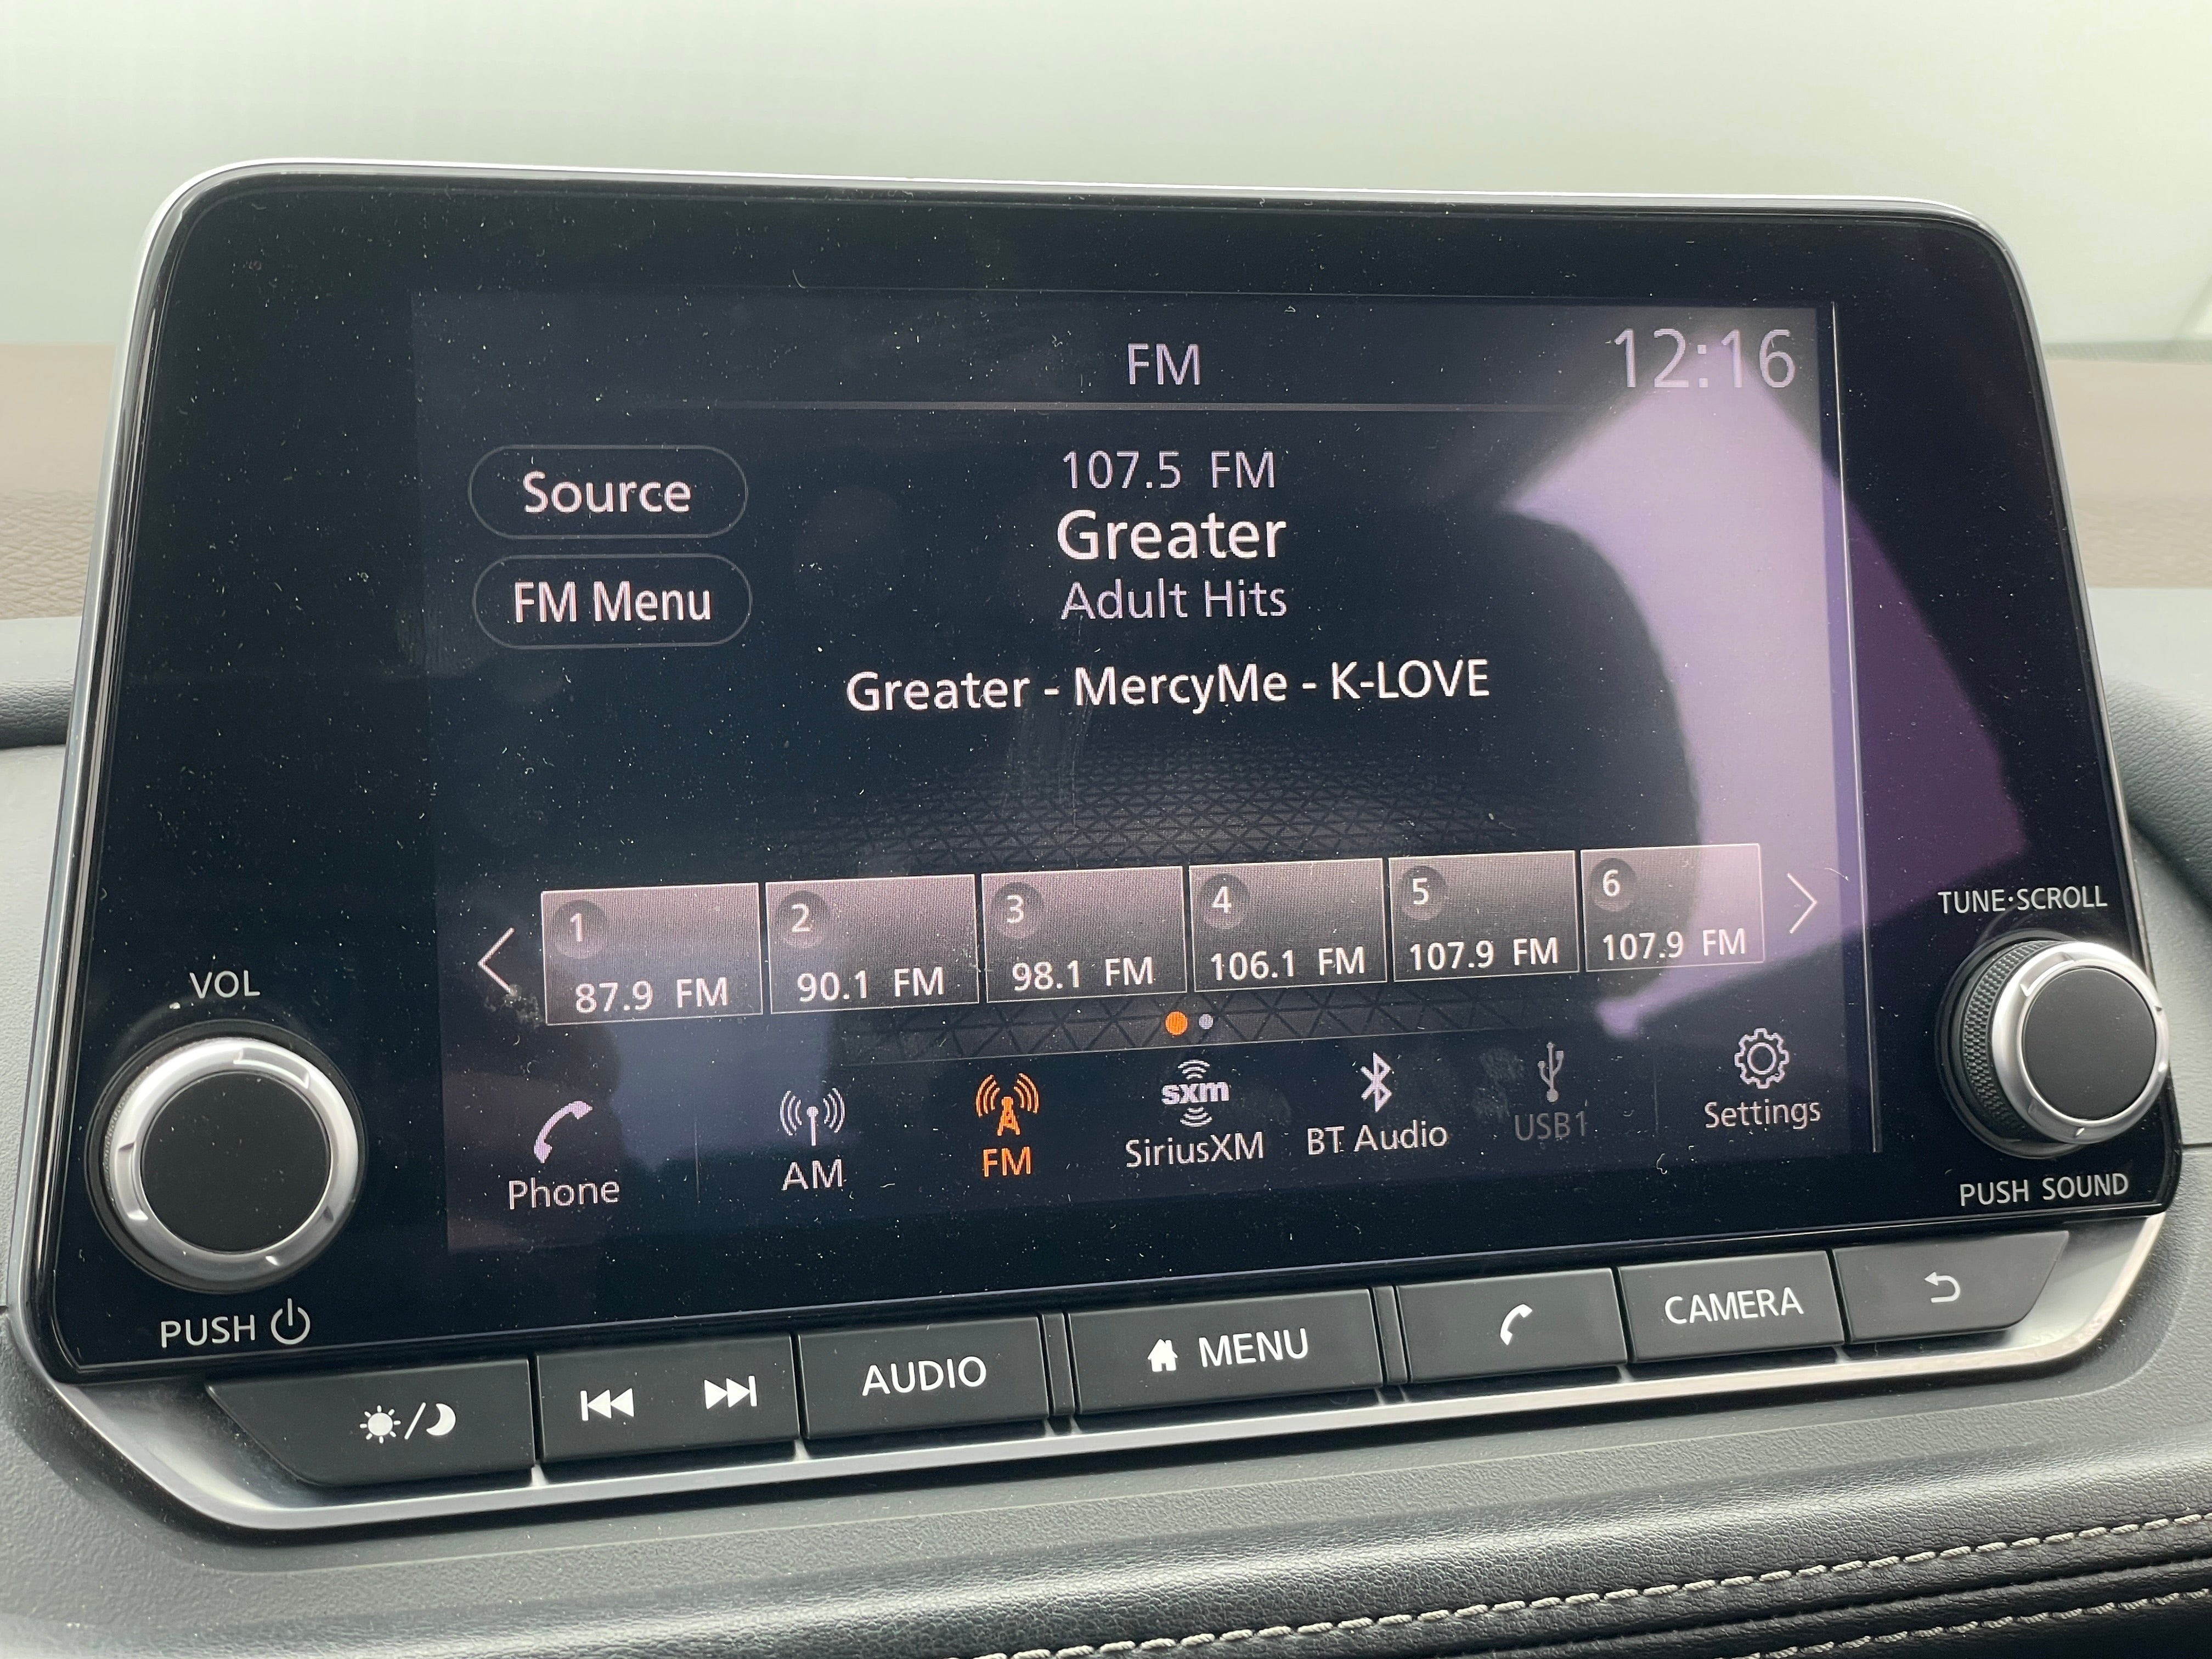 FM
12:16
Source
107.5 FM
Greater
FM Menu
Adult Hits
Greater - MercyMe - K-LOVE
1
2
3
4
5
6
87.9 FM
90.1 FM
98.1 FM
106.1 FM
107.9 FM
107.9 FM
VOL
TUNE·SCROLL
Phone
AM
FM
sxm
SiriusXM
BT Audio
USB1
Settings
PUSH
PUSH SOUND
AUDIO
MENU
CAMERA